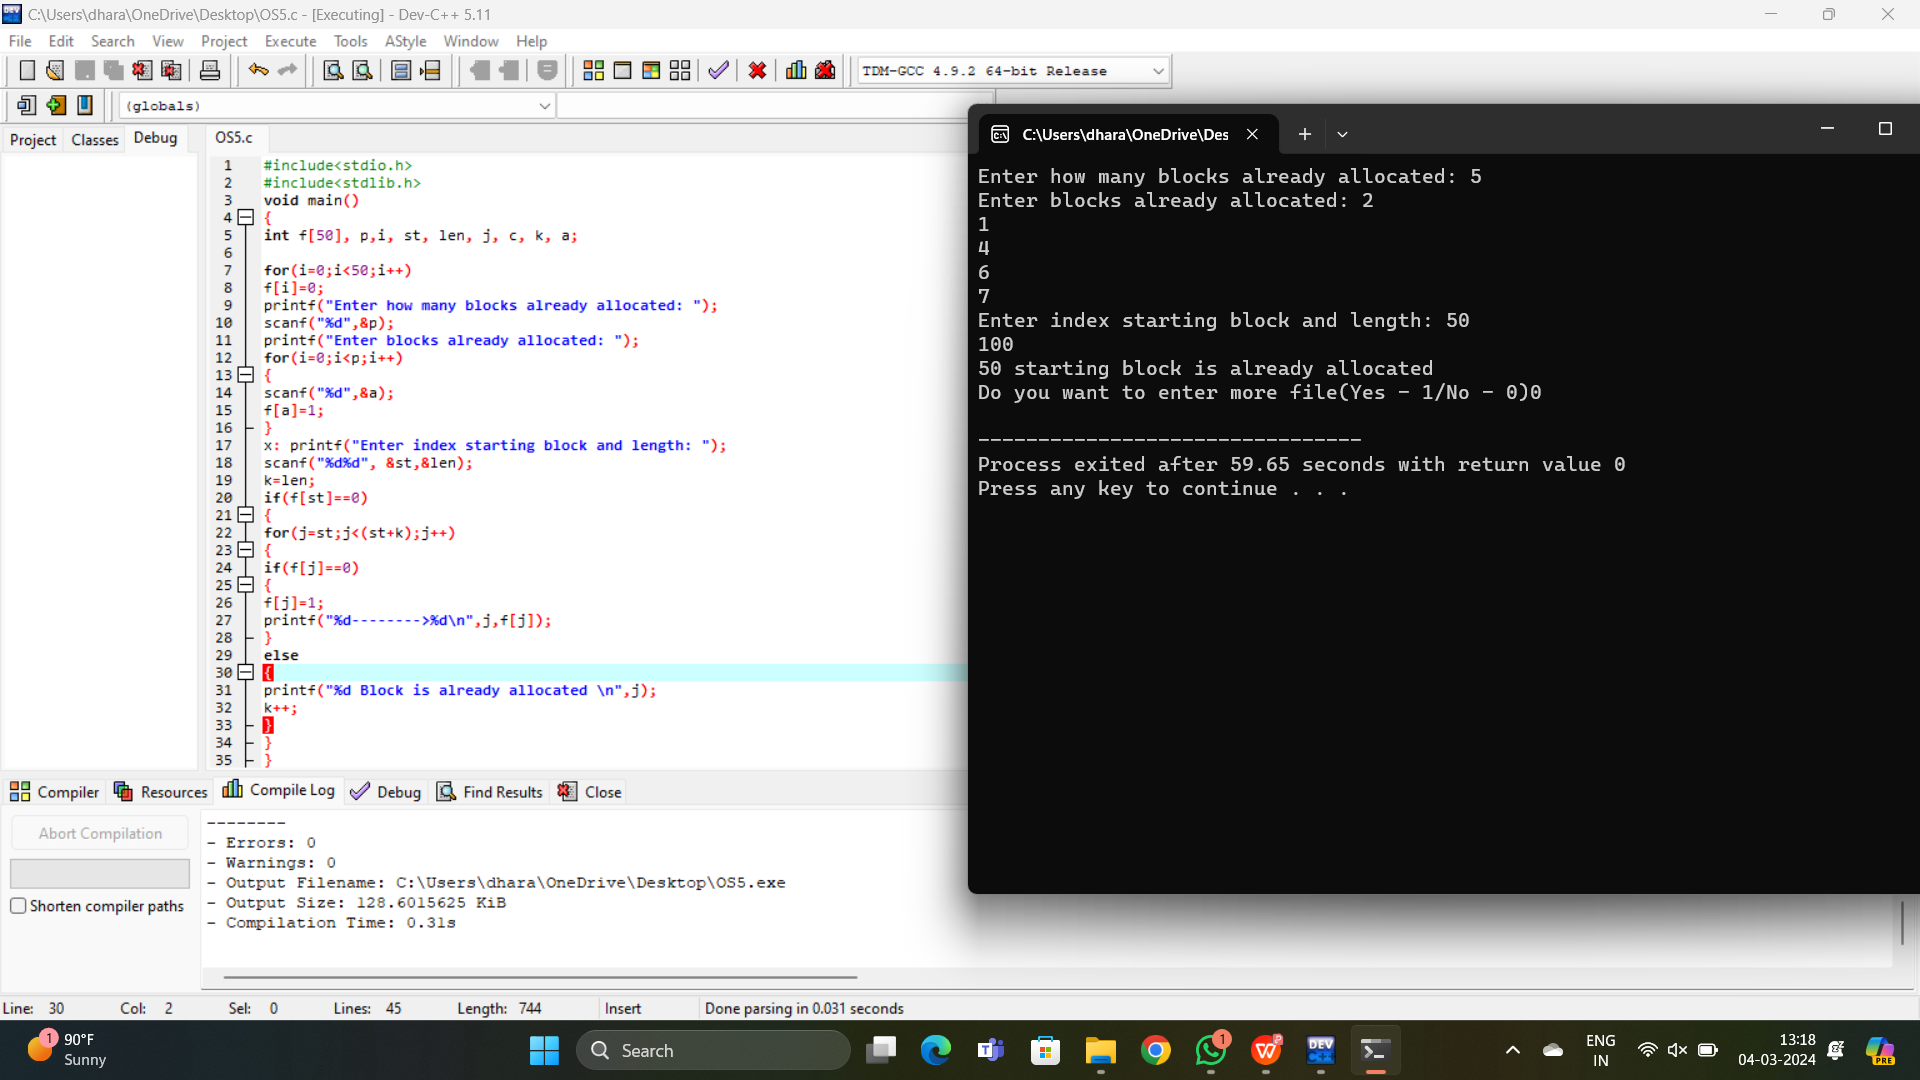 C:\Users\dhara\OneDrive\Desktop\OS5.c - [Executing] - Dev-C++ 5.11
File Edit Search View Project Execute Tools AStyle Window Help
TDM-GCC 4.9.2 64-bit Release
(globals)
Project Classes Debug
OS5.c
1 #include<stdio.h>
2 #include<stdlib.h>
3 void main()
4 {
5 int f[50], p,i, st, len, j, c, k, a;
6
7 for(i=0;i<50;i++)
8 f[i]=0;
9 printf("Enter how many blocks already allocated: ");
10 scanf("%d",&p);
11 printf("Enter blocks already allocated: ");
12 for(i=0;i<p;i++)
13 {
14 scanf("%d",&a);
15 f[a]=1;
16 }
17 x: printf("Enter index starting block and length: ");
18 scanf("%d%d", &st,&len);
19 k=len;
20 if(f[st]==0)
21 {
22 for(j=st;j<(st+k);j++)
23 {
24 if(f[j]==0)
25 {
26 f[j]=1;
27 printf("%d-------->%d\n",j,f[j]);
28 }
29 else
30 {
31 printf("%d Block is already allocated \n",j);
32 k++;
33 }
34 }
35 }
C:\Users\dhara\OneDrive\Des
Enter how many blocks already allocated: 5
Enter blocks already allocated: 2
1
4
6
7
Enter index starting block and length: 50
100
50 starting block is already allocated
Do you want to enter more file(Yes - 1/No - 0)0
--------------------------------
Process exited after 59.65 seconds with return value 0
Press any key to continue . . .
Compiler Resources Compile Log Debug Find Results Close
Abort Compilation
Shorten compiler paths
--------
- Errors: 0
- Warnings: 0
- Output Filename: C:\Users\dhara\OneDrive\Desktop\OS5.exe
- Output Size: 128.6015625 KiB
- Compilation Time: 0.31s
Line: 30 Col: 2 Sel: 0 Lines: 45 Length: 744 Insert Done parsing in 0.031 seconds
1
90°F
Sunny
Search
1
DEV
ENG
IN
13:18
04-03-2024
PRE